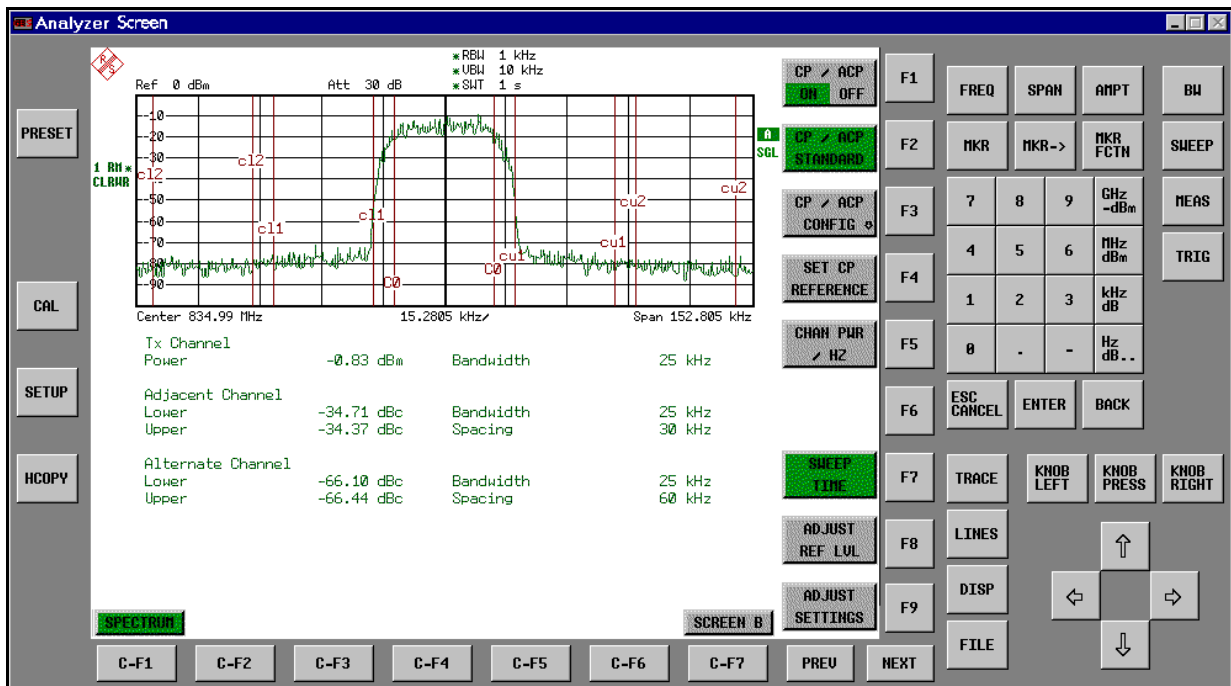 Analyzer Screen
R S
* RBW 1 kHz
* VBW 10 kHz
* SWT 1 s
Ref 0 dBm
Att 30 dB
-10
-20
-30
-50
-60
-70
-80
-90
1 RM *
CLRWR
A
SGL
cl2
cl2
cl1
cl1
C0
C0
cu1
cu1
cu2
cu2
Center 834.99 MHz
15.2805 kHz/
Span 152.805 kHz
Tx Channel
Power -0.83 dBm Bandwidth 25 kHz
Adjacent Channel
Lower -34.71 dBc Bandwidth 25 kHz
Upper -34.37 dBc Spacing 30 kHz
Alternate Channel
Lower -66.10 dBc Bandwidth 25 kHz
Upper -66.44 dBc Spacing 60 kHz
SPECTRUM
SCREEN B
PRESET
CAL
SETUP
HCOPY
CP / ACP
ON OFF
CP / ACP
STANDARD
CP / ACP
CONFIG
SET CP
REFERENCE
CHAN PWR
/ HZ
SWEEP
TIME
ADJUST
REF LVL
ADJUST
SETTINGS
F1
F2
F3
F4
F5
F6
F7
F8
F9
C-F1
C-F2
C-F3
C-F4
C-F5
C-F6
C-F7
PREV
NEXT
FREQ
SPAN
AMPT
BW
MKR
MKR->
MKR
FCTN
SWEEP
7
8
9
GHz
-dBm
MEAS
4
5
6
MHz
dBm
TRIG
1
2
3
kHz
dB
0
.
-
Hz
dB..
ESC
CANCEL
ENTER
BACK
TRACE
KNOB
LEFT
KNOB
PRESS
KNOB
RIGHT
LINES
DISP
FILE